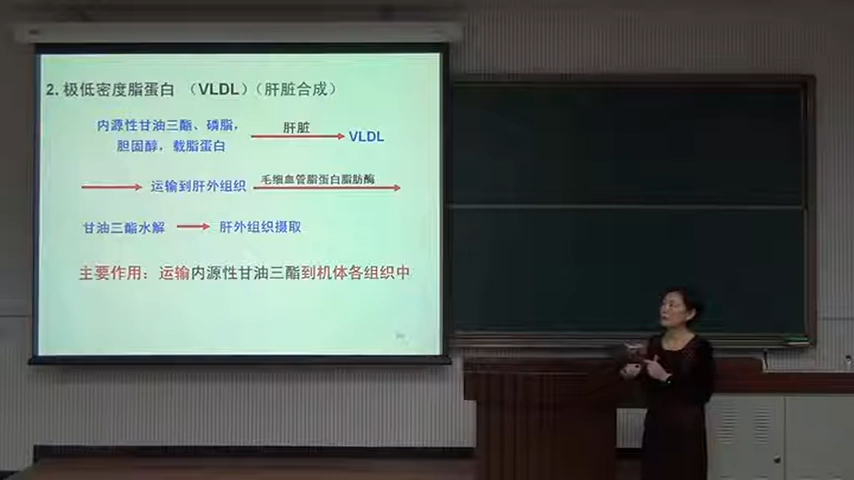 2. 极低密度脂蛋白 （VLDL）（肝脏合成）
内源性甘油三酯、磷脂， 肝脏 VLDL
胆固醇，载脂蛋白
运输到肝外组织 毛细血管脂蛋白脂肪酶
甘油三酯水解 肝外组织摄取
主要作用：运输内源性甘油三酯到机体各组织中